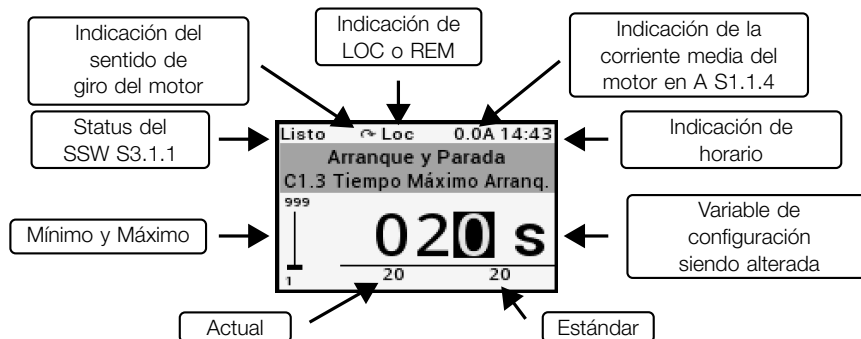 Indicación del
sentido de
giro del motor
Indicación de
LOC o REM
Indicación de la
corriente media del
motor en A S1.1.4
Status del
SSW S3.1.1
Indicación de
horario
Listo ↷ Loc 0.0A 14:43
Arranque y Parada
C1.3 Tiempo Máximo Arranq.
999
020 s
1
20 20
Mínimo y Máximo
Variable de
configuración
siendo alterada
Actual
Estándar